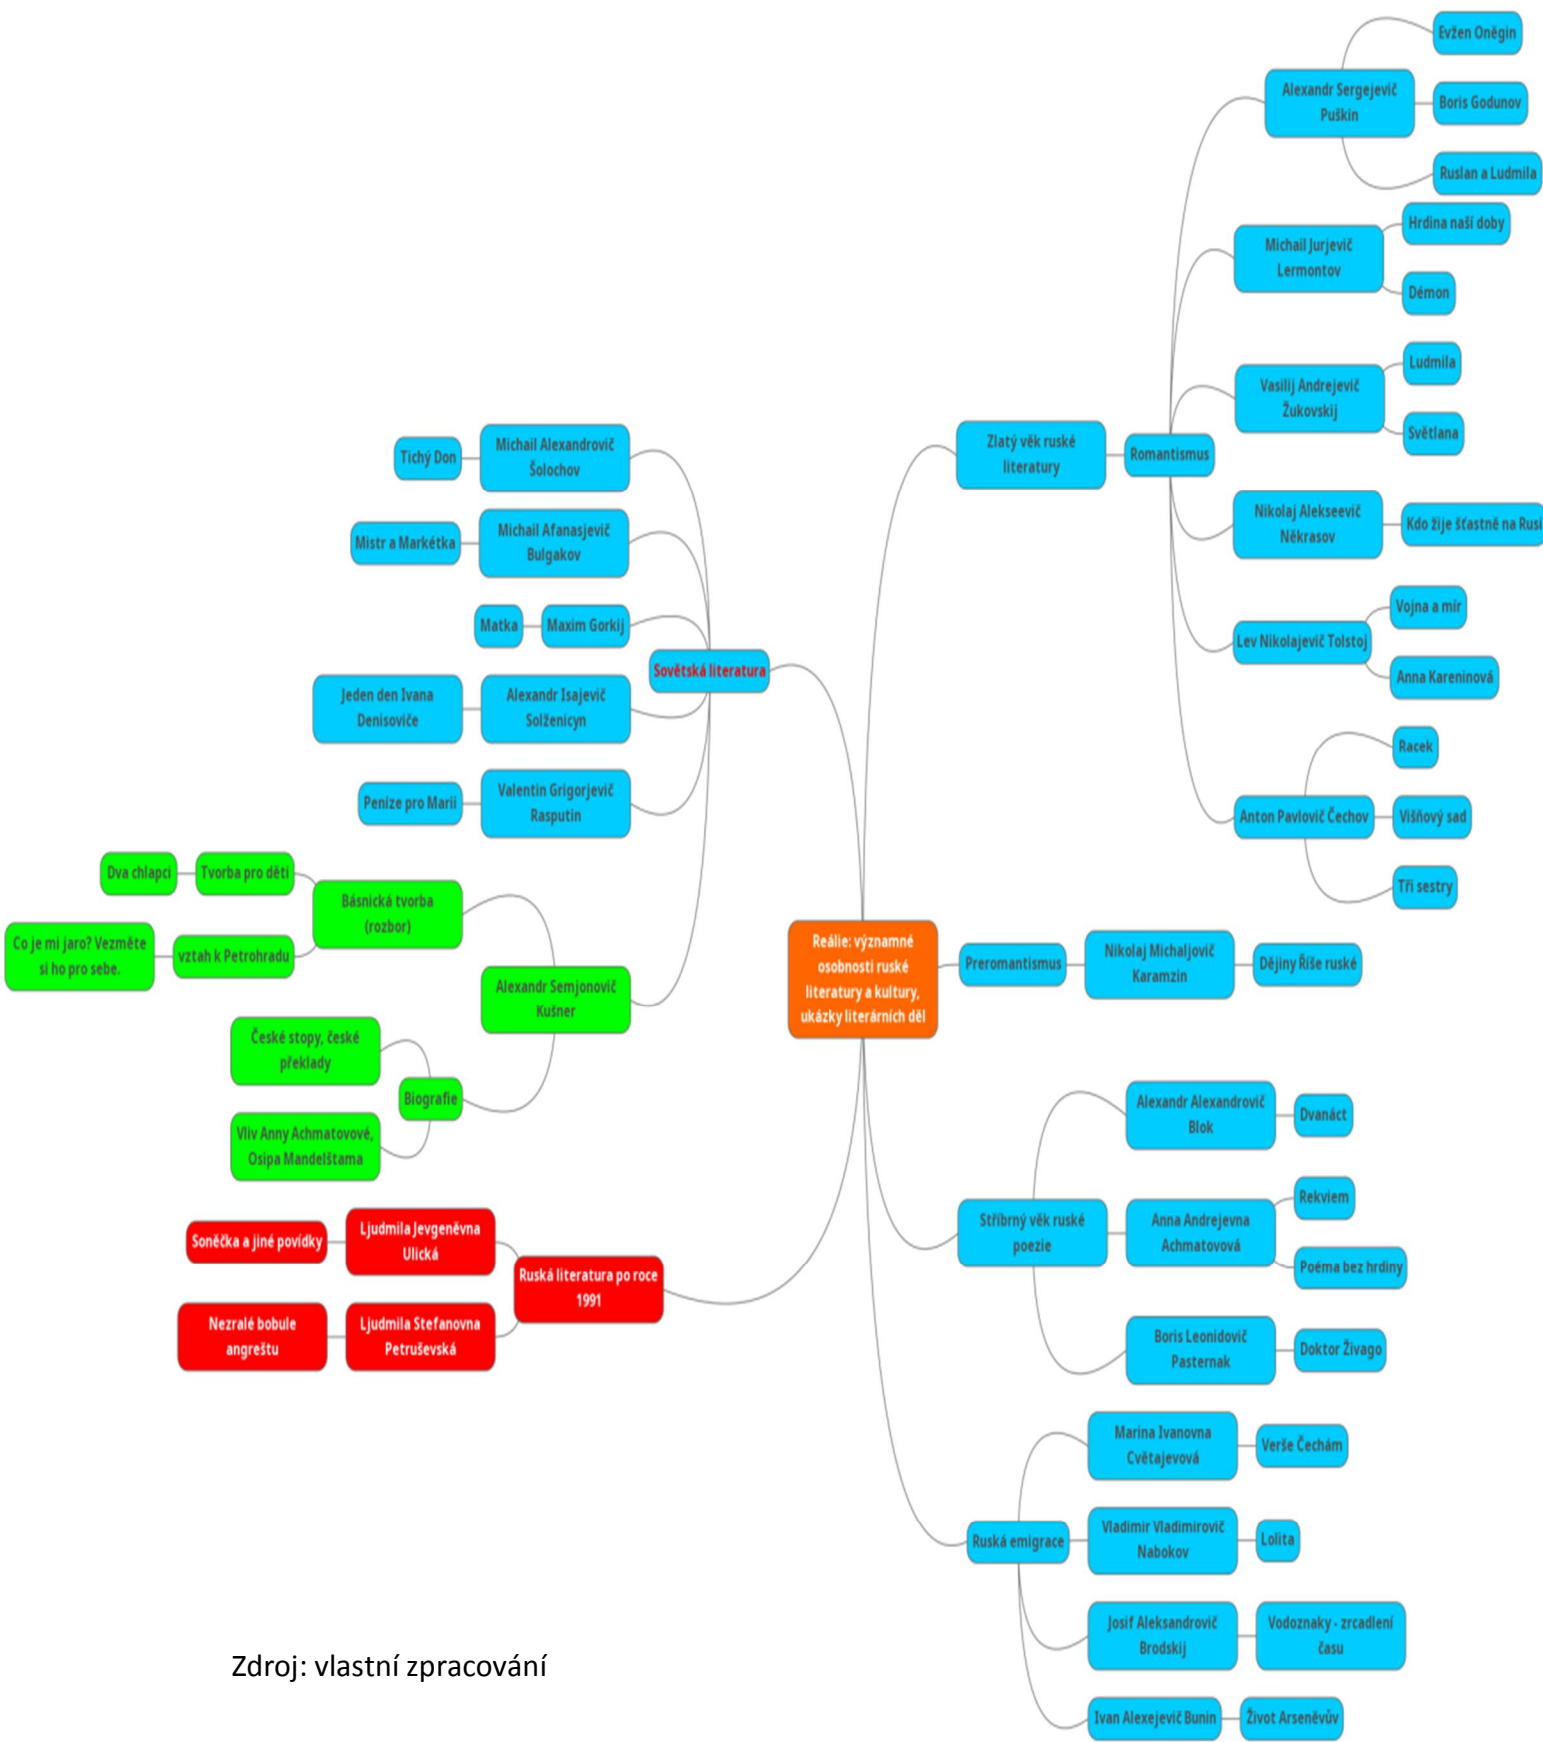 Reálie: významné
osobnosti ruské
literatury a kultury,
ukázky literárních děl
Zlatý věk ruské
literatury
Romantismus
Alexandr Sergejevič
Puškin
Evžen Oněgin
Boris Godunov
Ruslan a Ludmila
Michail Jurjevič
Lermontov
Hrdina naší doby
Démon
Vasilij Andrejevič
Žukovskij
Ludmila
Světlana
Nikolaj Alekseevič
Někrasov
Kdo žije šťastně na Rusi
Lev Nikolajevič Tolstoj
Vojna a mír
Anna Kareninová
Anton Pavlovič Čechov
Racek
Višňový sad
Tři sestry
Preromantismus
Nikolaj Michaljovič
Karamzin
Dějiny Říše ruské
Stříbrný věk ruské
poezie
Alexandr Alexandrovič
Blok
Dvanáct
Anna Andrejevna
Achmatovová
Rekviem
Poéma bez hrdiny
Boris Leonidovič
Pasternak
Doktor Živago
Ruská emigrace
Marina Ivanovna
Cvětajevová
Verše Čechám
Vladimir Vladimirovič
Nabokov
Lolita
Josif Aleksandrovič
Brodskij
Vodoznaky - zrcadlení
času
Ivan Alexejevič Bunin
Život Arseněvův
Sovětská literatura
Michail Alexandrovič
Šolochov
Tichý Don
Michail Afanasjevič
Bulgakov
Mistr a Markétka
Maxim Gorkij
Matka
Alexandr Isajevič
Solženicyn
Jeden den Ivana
Denisoviče
Valentin Grigorjevič
Rasputin
Peníze pro Marii
Alexandr Semjonovič
Kušner
Básnická tvorba
(rozbor)
Tvorba pro děti
Dva chlapci
vztah k Petrohradu
Co je mi jaro? Vezměte
si ho pro sebe.
Biografie
České stopy, české
překlady
Vliv Anny Achmatovové,
Osipa Mandelštama
Ruská literatura po roce
1991
Ljudmila Jevgeněvna
Ulická
Soněčka a jiné povídky
Ljudmila Stefanovna
Petruševská
Nezralé bobule
angreštu
Zdroj: vlastní zpracování